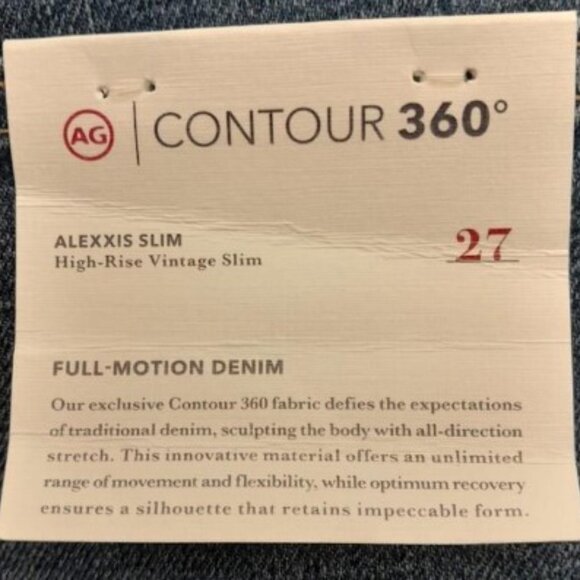 AG | CONTOUR 360°
ALEXXIS SLIM
High-Rise Vintage Slim
27
FULL-MOTION DENIM
Our exclusive Contour 360 fabric defies the expectations
of traditional denim, sculpting the body with all-direction
stretch. This innovative material offers an unlimited
range of movement and flexibility, while optimum recovery
ensures a silhouette that retains impeccable form.